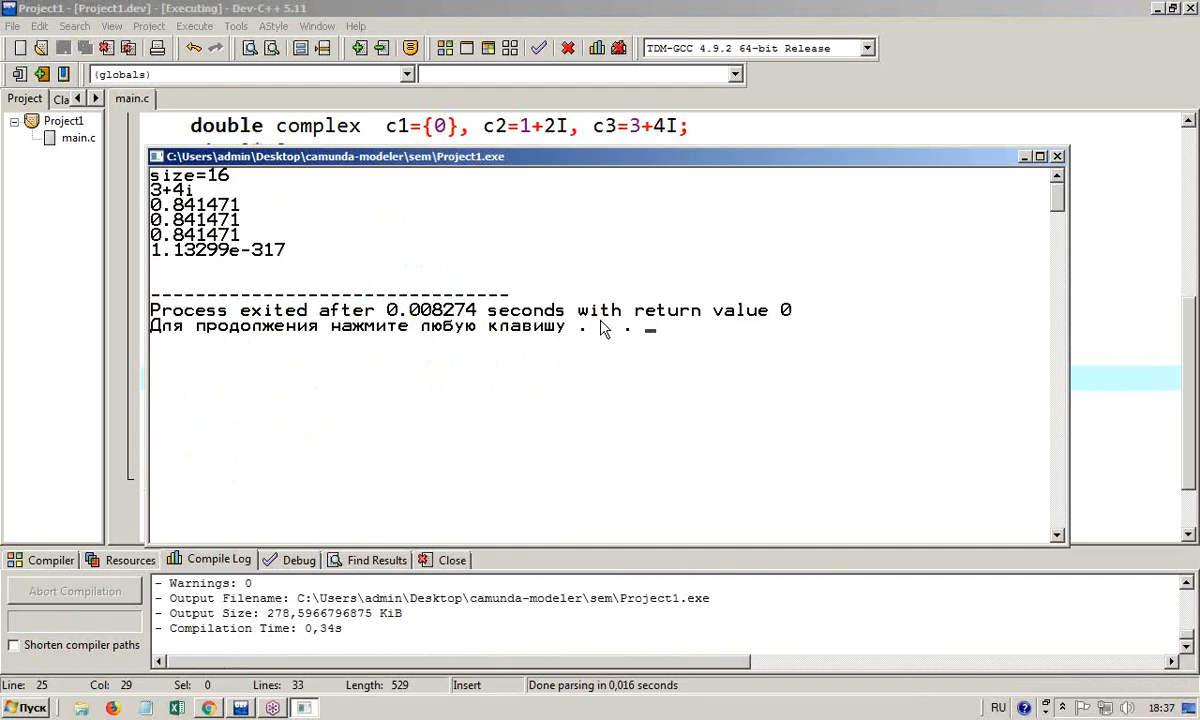 Project1 - [Project1.dev] - [Executing] - Dev-C++ 5.11
File Edit Search View Project Execute Tools AStyle Window Help
TDM-GCC 4.9.2 64-bit Release
(globals)
Project Cla main.c
Project1
main.c
double complex c1={0}, c2=1+2I, c3=3+4I;
C:\Users\admin\Desktop\camunda-modeler\sem\Project1.exe
size=16
3+4i
0.841471
0.841471
0.841471
1.13299e-317
--------------------------------
Process exited after 0.008274 seconds with return value 0
Для продолжения нажмите любую клавишу . . .
Compiler Resources Compile Log Debug Find Results Close
Abort Compilation
Shorten compiler paths
- Warnings: 0
- Output Filename: C:\Users\admin\Desktop\camunda-modeler\sem\Project1.exe
- Output Size: 278,5966796875 KiB
- Compilation Time: 0,34s
Line: 25 Col: 29 Sel: 0 Lines: 33 Length: 529 Insert Done parsing in 0,016 seconds
Пуск RU 18:37